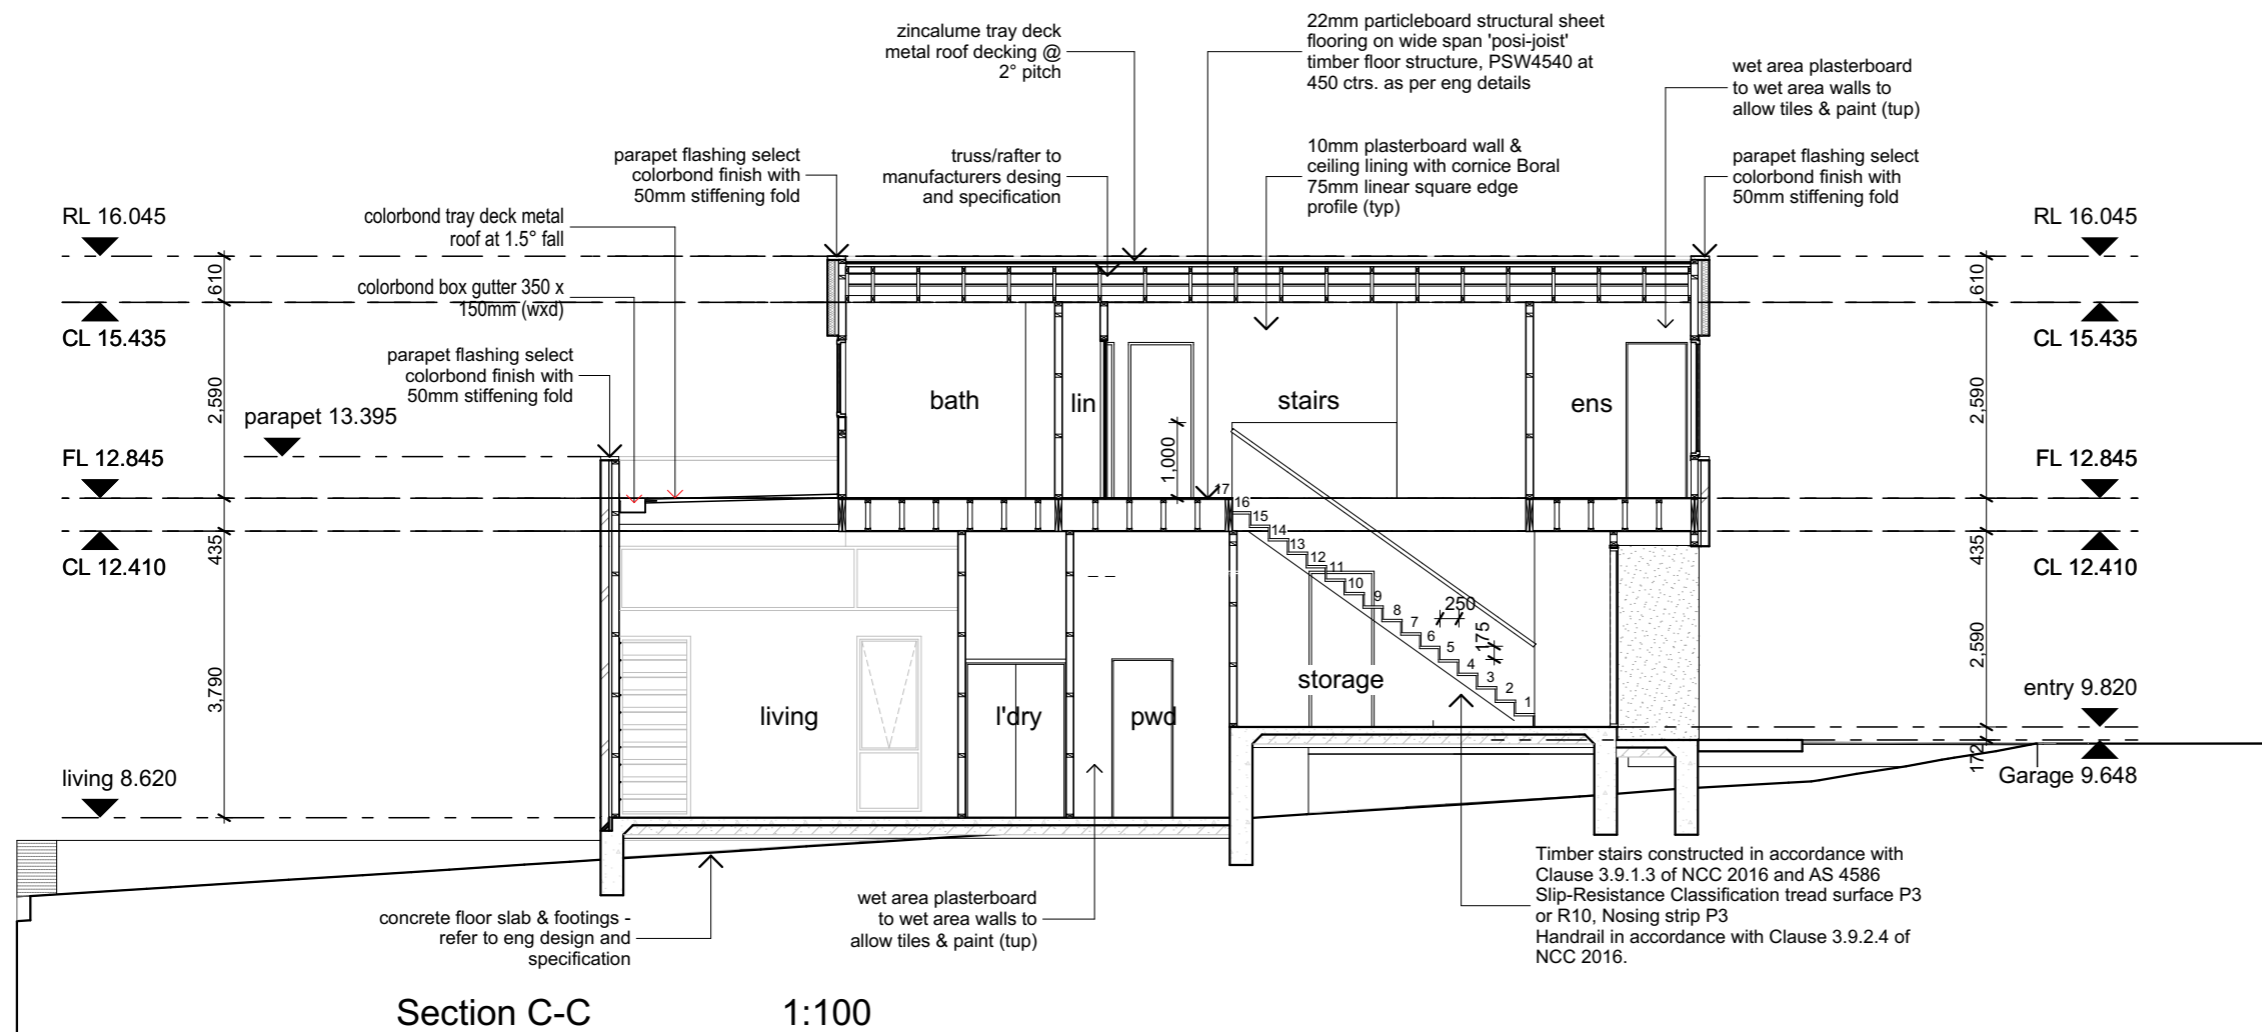 zincalume tray deck
metal roof decking @
2° pitch
22mm particleboard structural sheet
flooring on wide span 'posi-joist'
timber floor structure, PSW4540 at
450 ctrs. as per eng details
wet area plasterboard
to wet area walls to
allow tiles & paint (tup)
parapet flashing select
colorbond finish with
50mm stiffening fold
truss/rafter to
manufacturers desing
and specification
10mm plasterboard wall &
ceiling lining with cornice Boral
75mm linear square edge
profile (typ)
parapet flashing select
colorbond finish with
50mm stiffening fold
RL 16.045
colorbond tray deck metal
roof at 1.5° fall
RL 16.045
610
colorbond box gutter 350 x
150mm (wxd)
610
CL 15.435
CL 15.435
parapet flashing select
colorbond finish with
50mm stiffening fold
2,590
parapet 13.395
bath
lin
stairs
ens
2,590
1,000
FL 12.845
FL 12.845
17
16
15
14
13
12
11
10
9
8
7
6
5
4
3
2
1
435
CL 12.410
435
CL 12.410
250
175
3,790
2,590
storage
living
l'dry
pwd
entry 9.820
living 8.620
172
Garage 9.648
concrete floor slab & footings -
refer to eng design and
specification
wet area plasterboard
to wet area walls to
allow tiles & paint (tup)
Timber stairs constructed in accordance with
Clause 3.9.1.3 of NCC 2016 and AS 4586
Slip-Resistance Classification tread surface P3
or R10, Nosing strip P3
Handrail in accordance with Clause 3.9.2.4 of
NCC 2016.
Section C-C 1:100